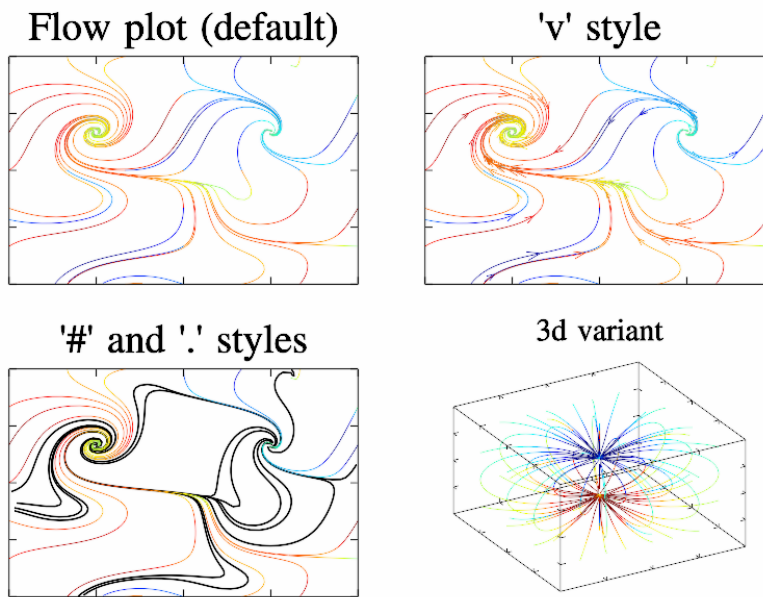 Flow plot (default)
'v' style
'#' and '.' styles
3d variant